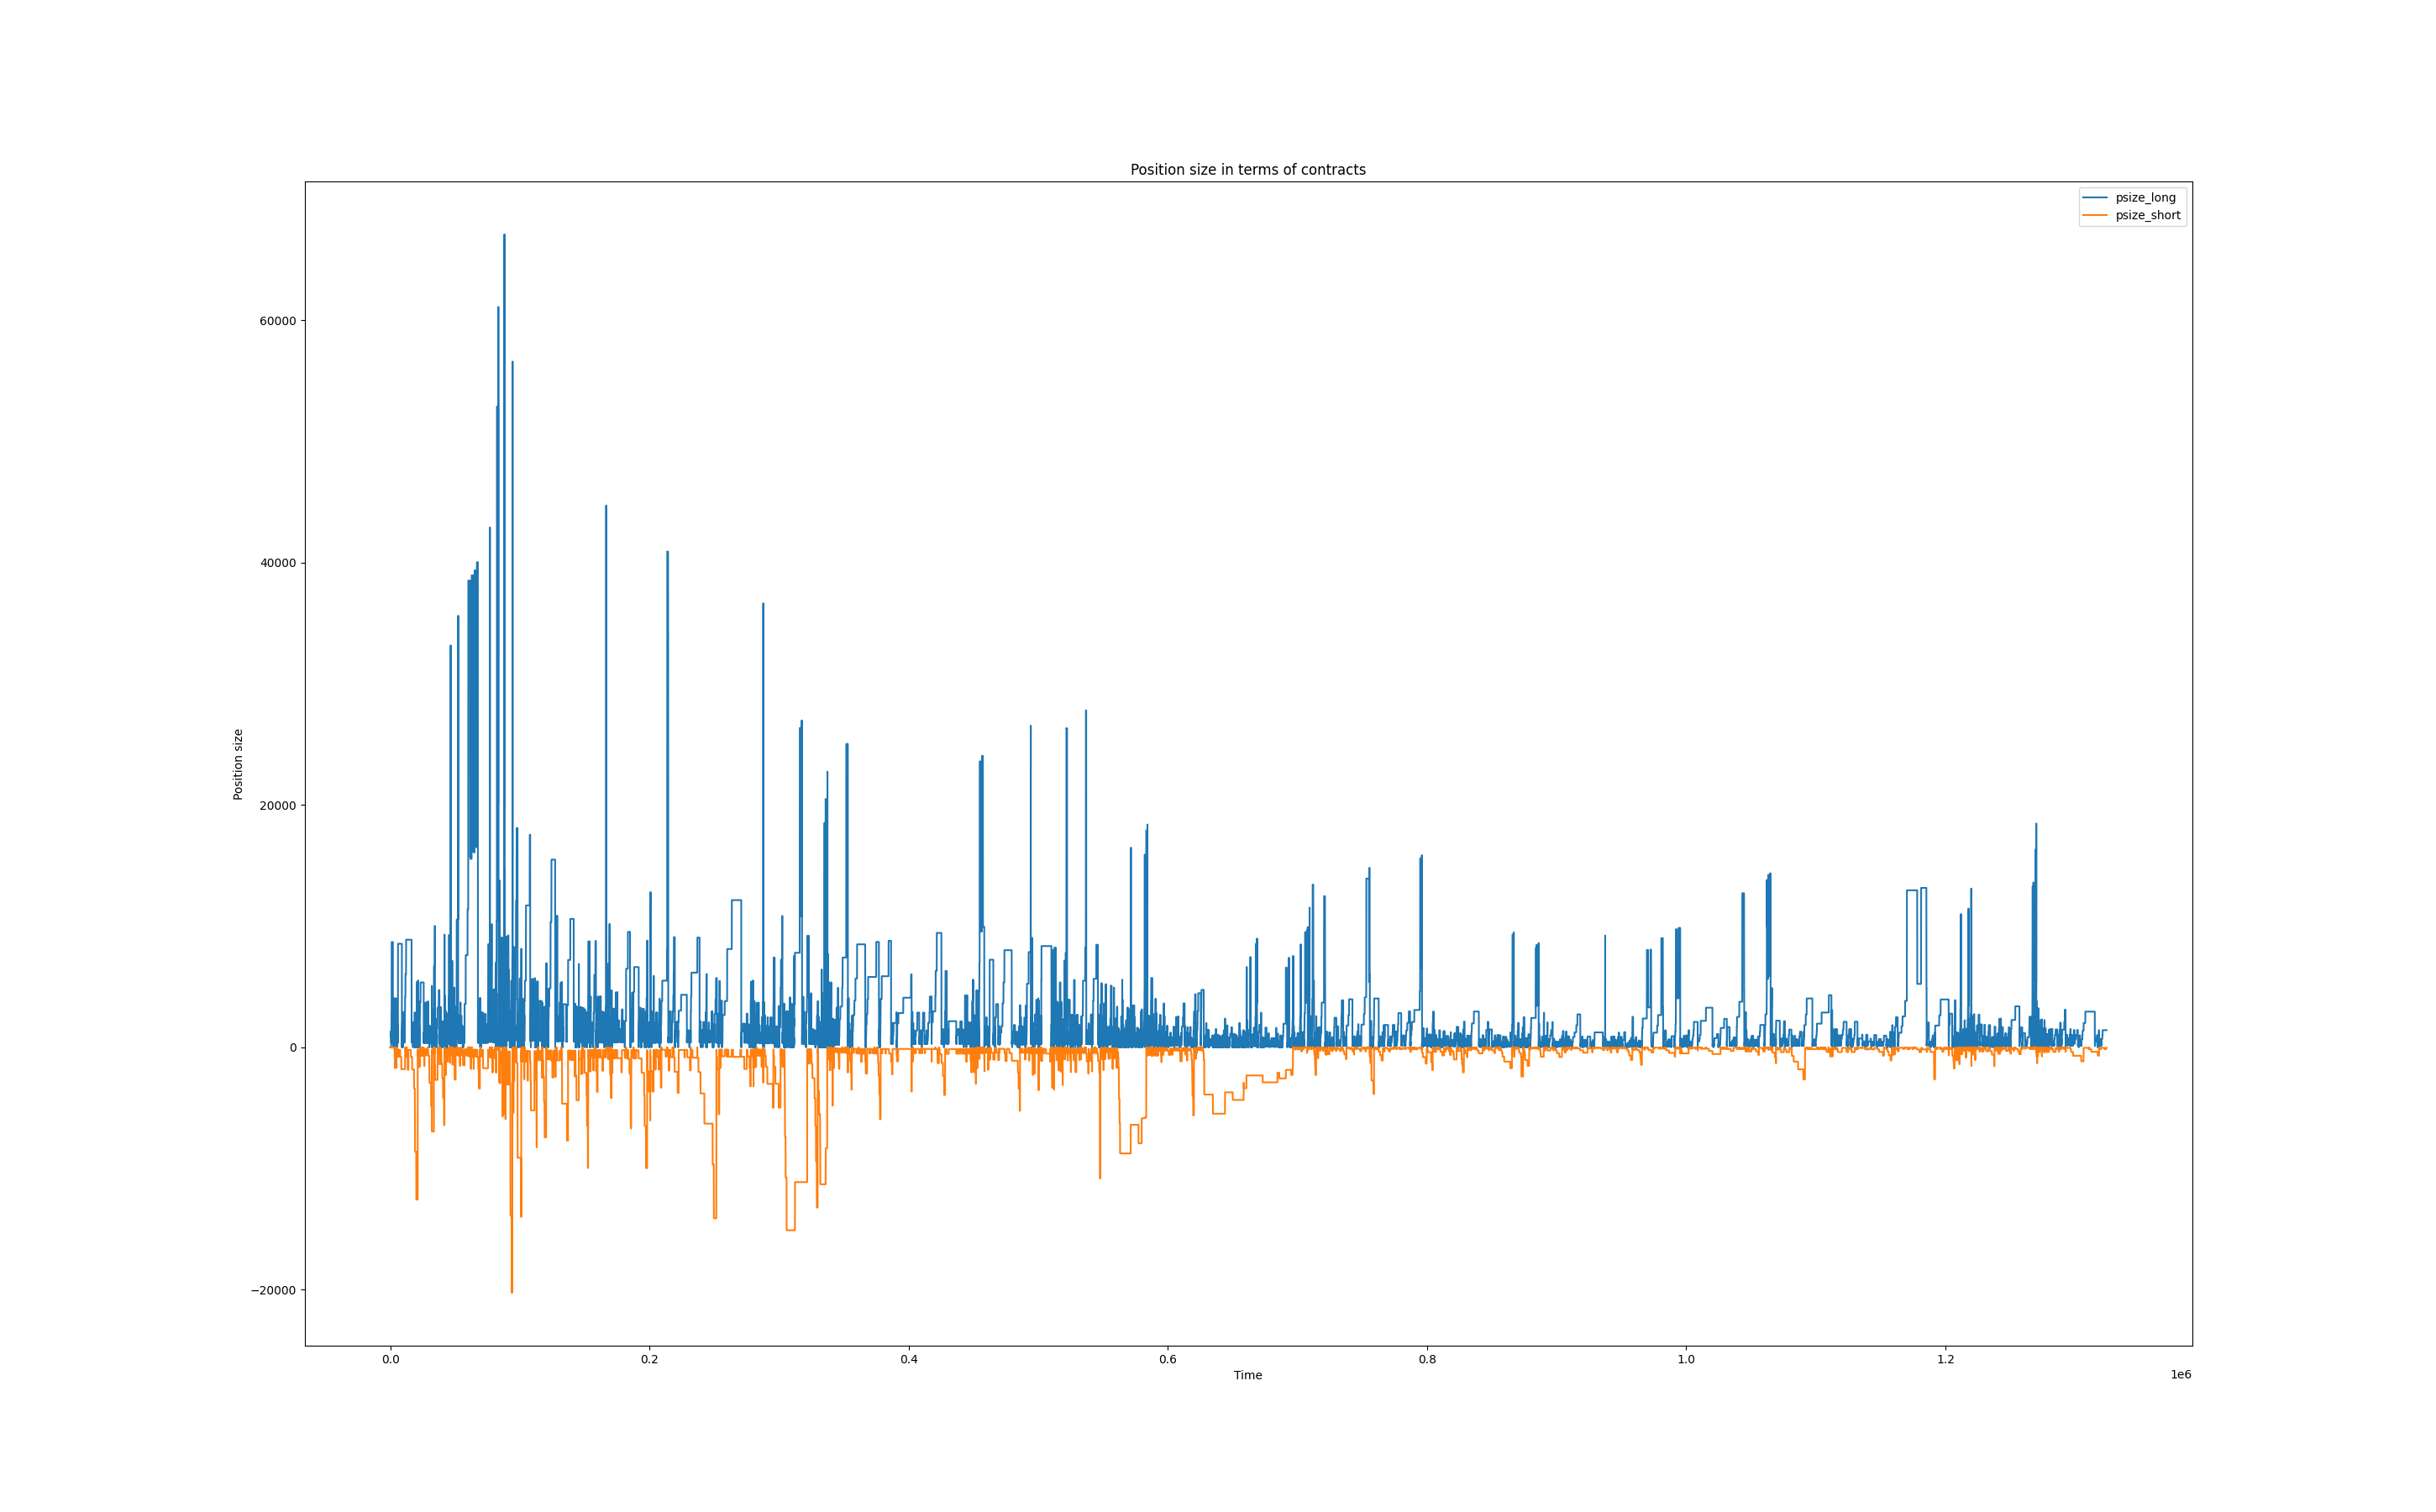 Position size in terms of contracts
psize_long
psize_short
60000
40000
20000
0
−20000
Position size
0.0
0.2
0.4
0.6
0.8
1.0
1.2
1e6
Time